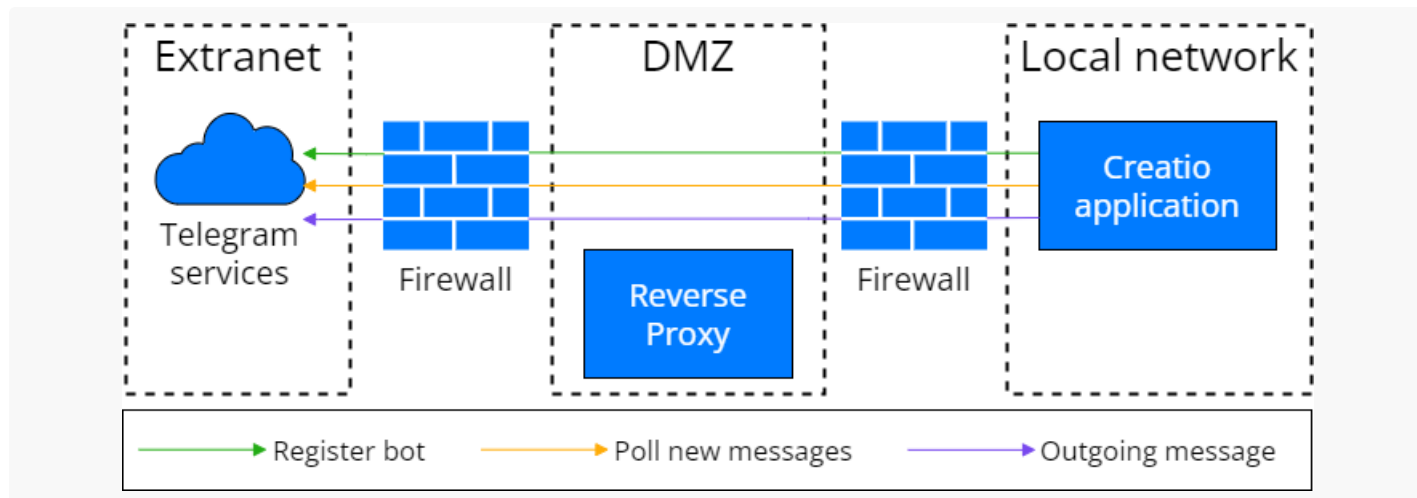 Extranet
DMZ
Local network
Creatio
application
Telegram
services
Firewall
Firewall
Reverse
Proxy
Register bot
Poll new messages
Outgoing message